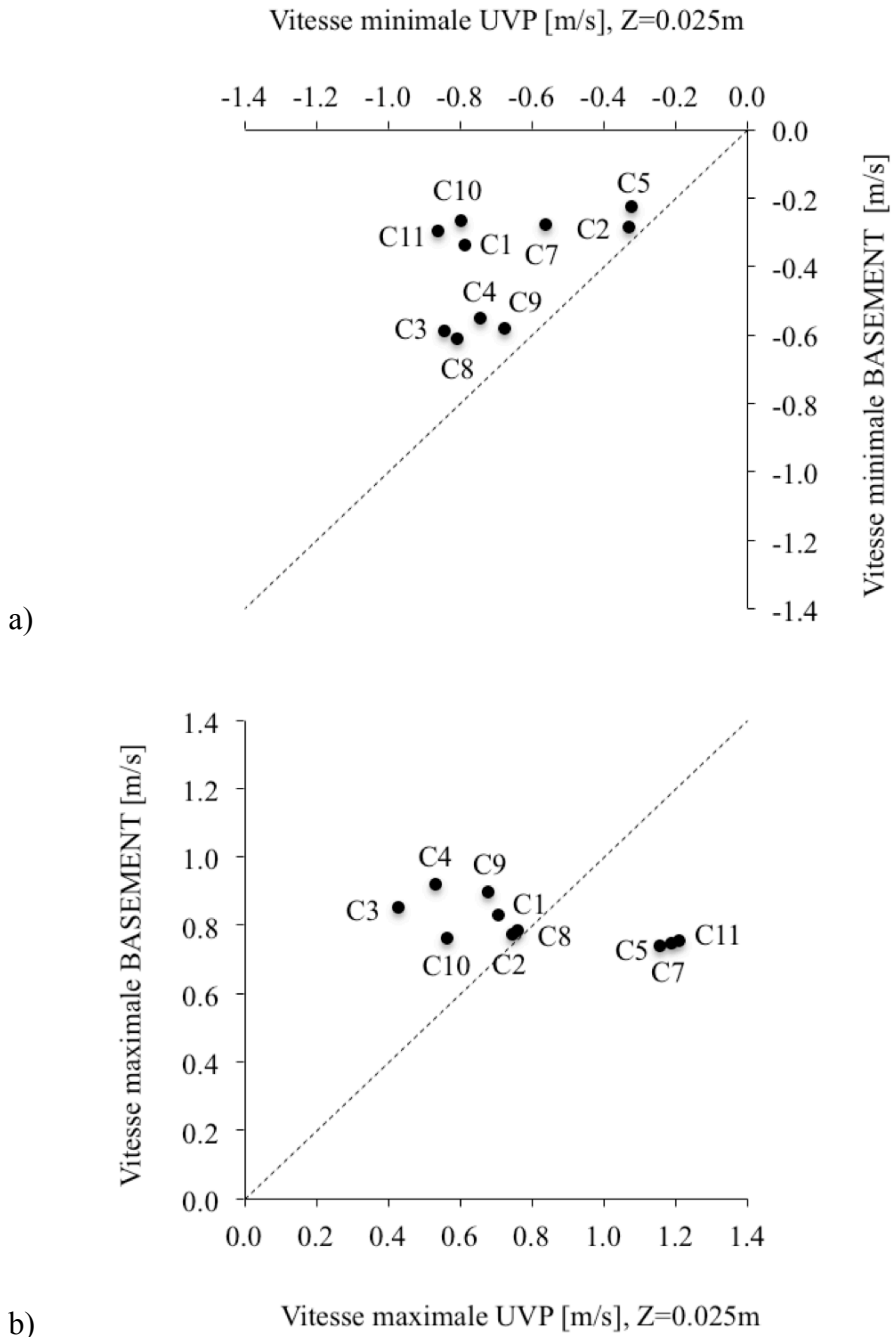 Vitesse minimale UVP [m/s], Z=0.025m
-1.4 -1.2 -1.0 -0.8 -0.6 -0.4 -0.2 0.0
0.0
-0.2
-0.4
-0.6
-0.8
-1.0
-1.2
-1.4
Vitesse minimale BASEMENT [m/s]
C5
C10
C11
C1
C7
C2
C4
C9
C3
C8
a)
Vitesse maximale BASEMENT [m/s]
1.4
1.2
1.0
0.8
0.6
0.4
0.2
0.0
C4
C9
C3
C1
C10
C2
C8
C5
C7
C11
0.0 0.2 0.4 0.6 0.8 1.0 1.2 1.4
b)
Vitesse maximale UVP [m/s], Z=0.025m